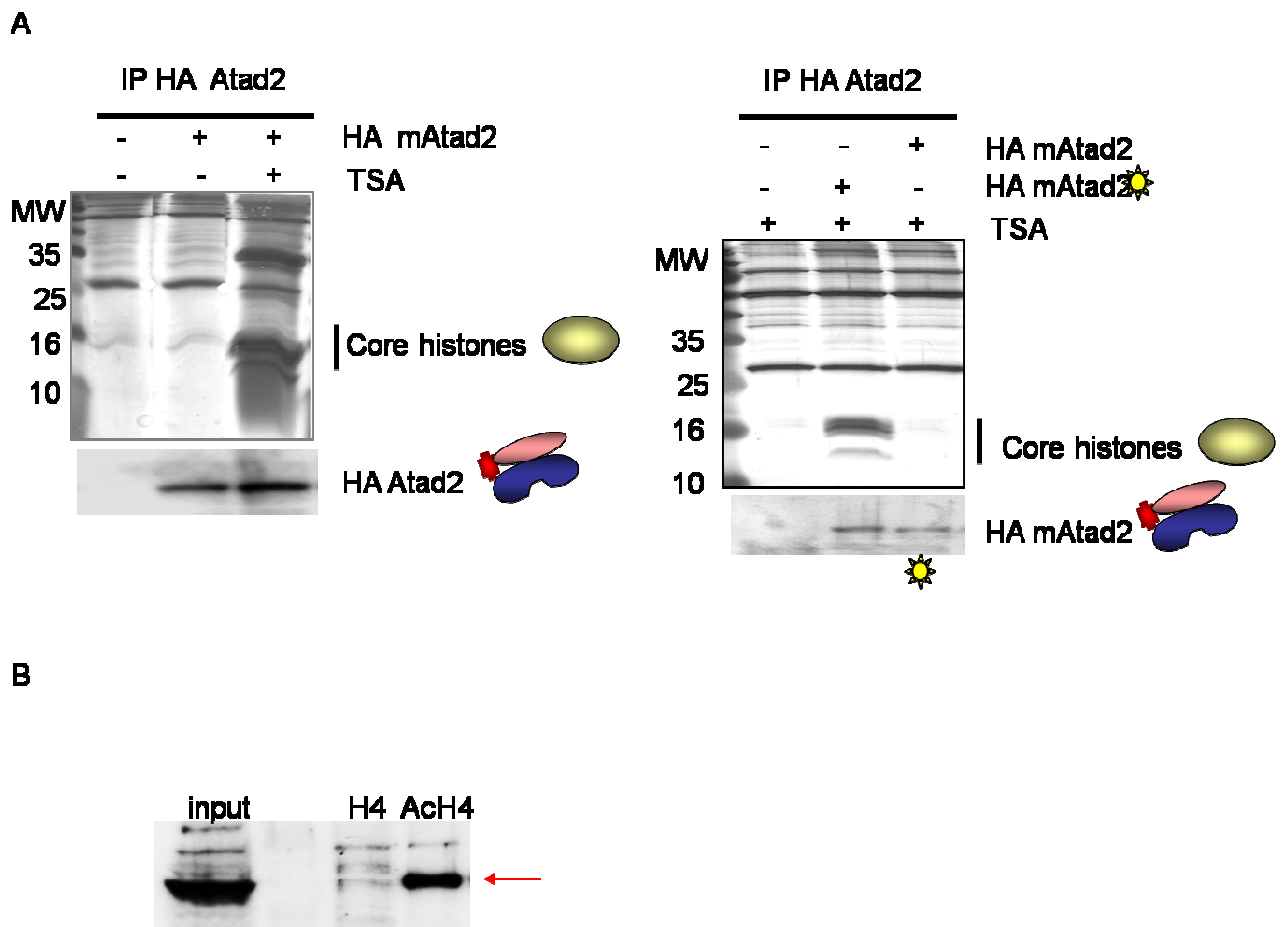 A
IP HA Atad2
- + + HA mAtad2
- - + TSA
MW
35
25
16
10
Core histones
HA Atad2
IP HA Atad2
- - + HA mAtad2
- + - HA mAtad2
+ + + TSA
MW
35
25
16
10
Core histones
HA mAtad2
B
input H4 AcH4